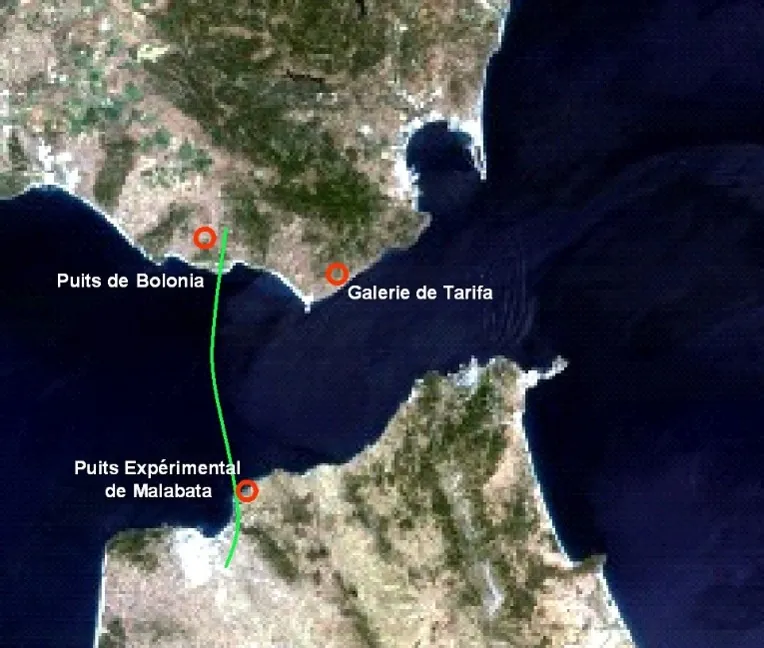 Puits de Bolonia
Galerie de Tarifa
Puits Expérimental
de Malabata